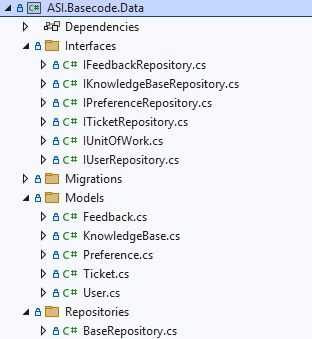 C# ASI.Basecode.Data
Dependencies
Interfaces
C# IFeedbackRepository.cs
C# IKnowledgeBaseRepository.cs
C# IPreferenceRepository.cs
C# ITicketRepository.cs
C# IUnitOfWork.cs
C# IUserRepository.cs
Migrations
Models
C# Feedback.cs
C# KnowledgeBase.cs
C# Preference.cs
C# Ticket.cs
C# User.cs
Repositories
C# BaseRepository.cs